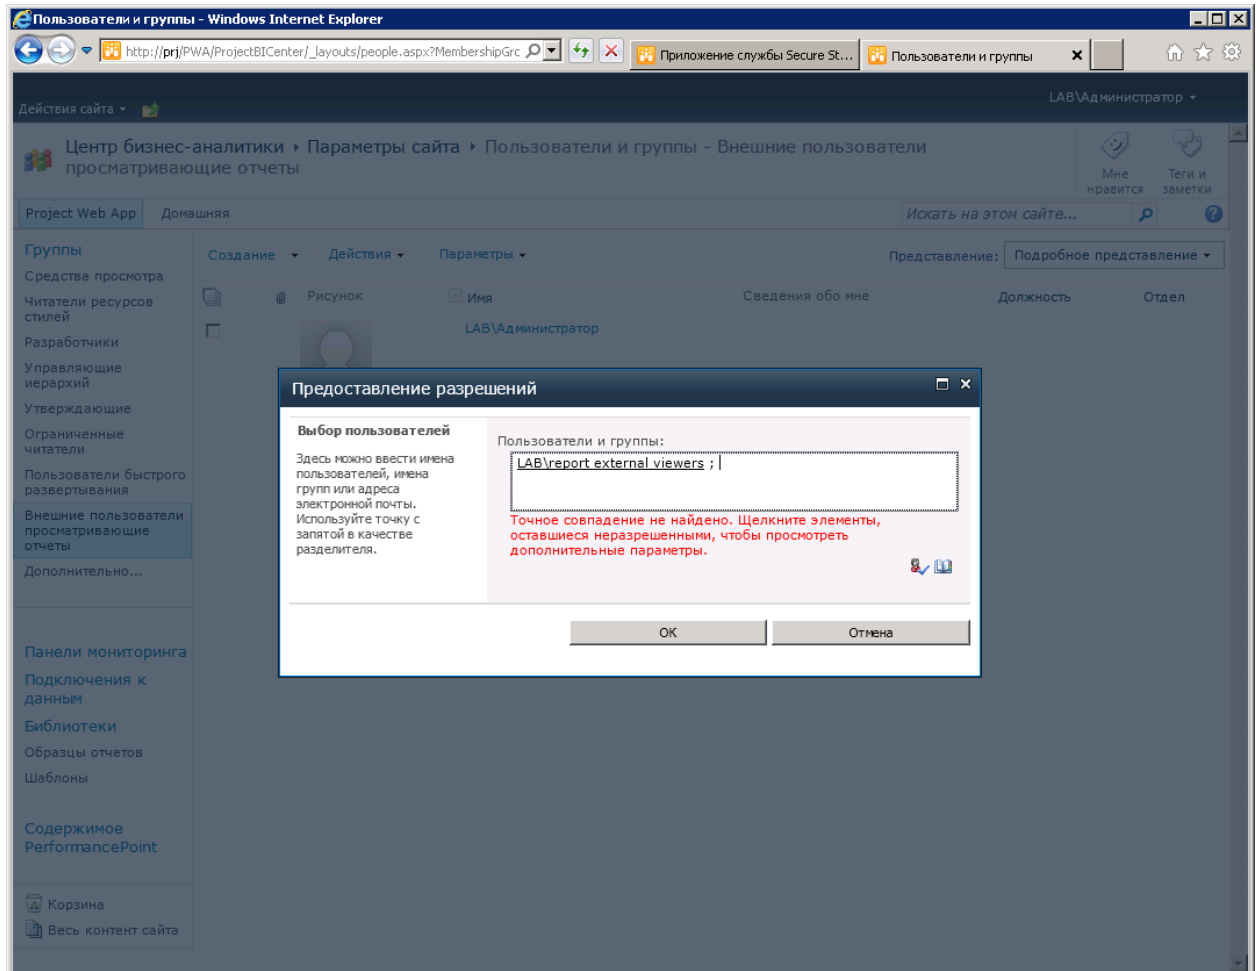 Пользователи и группы - Windows Internet Explorer
http://prj/PWA/ProjectBICenter/_layouts/people.aspx?MembershipGrc
Приложение службы Secure St...
Пользователи и группы
Действия сайта
LAB\Администратор
Центр бизнес-аналитики
Параметры сайта
Пользователи и группы - Внешние пользователи
просматривающие отчеты
Мне
нравится
Теги и
заметки
Project Web App
Домашняя
Искать на этом сайте...
Группы
Средства просмотра
Читатели ресурсов
стилей
Разработчики
Управляющие
иерархий
Утверждающие
Ограниченные
читатели
Пользователи быстрого
развертывания
Внешние пользователи
просматривающие
отчеты
Дополнительно...
Панели мониторинга
Подключения к
данным
Библиотеки
Образцы отчетов
Шаблоны
Содержимое
PerformancePoint
Корзина
Весь контент сайта
Создание
Действия
Параметры
Представление:
Подробное представление
Рисунок
Имя
Сведения обо мне
Должность
Отдел
LAB\Администратор
Предоставление разрешений
Выбор пользователей
Здесь можно ввести имена
пользователей, имена
групп или адреса
электронной почты.
Используйте точку с
запятой в качестве
разделителя.
Пользователи и группы:
LAB\report external viewers ;
Точное совпадение не найдено. Щелкните элементы,
оставшиеся неразрешенными, чтобы просмотреть
дополнительные параметры.
ОК
Отмена